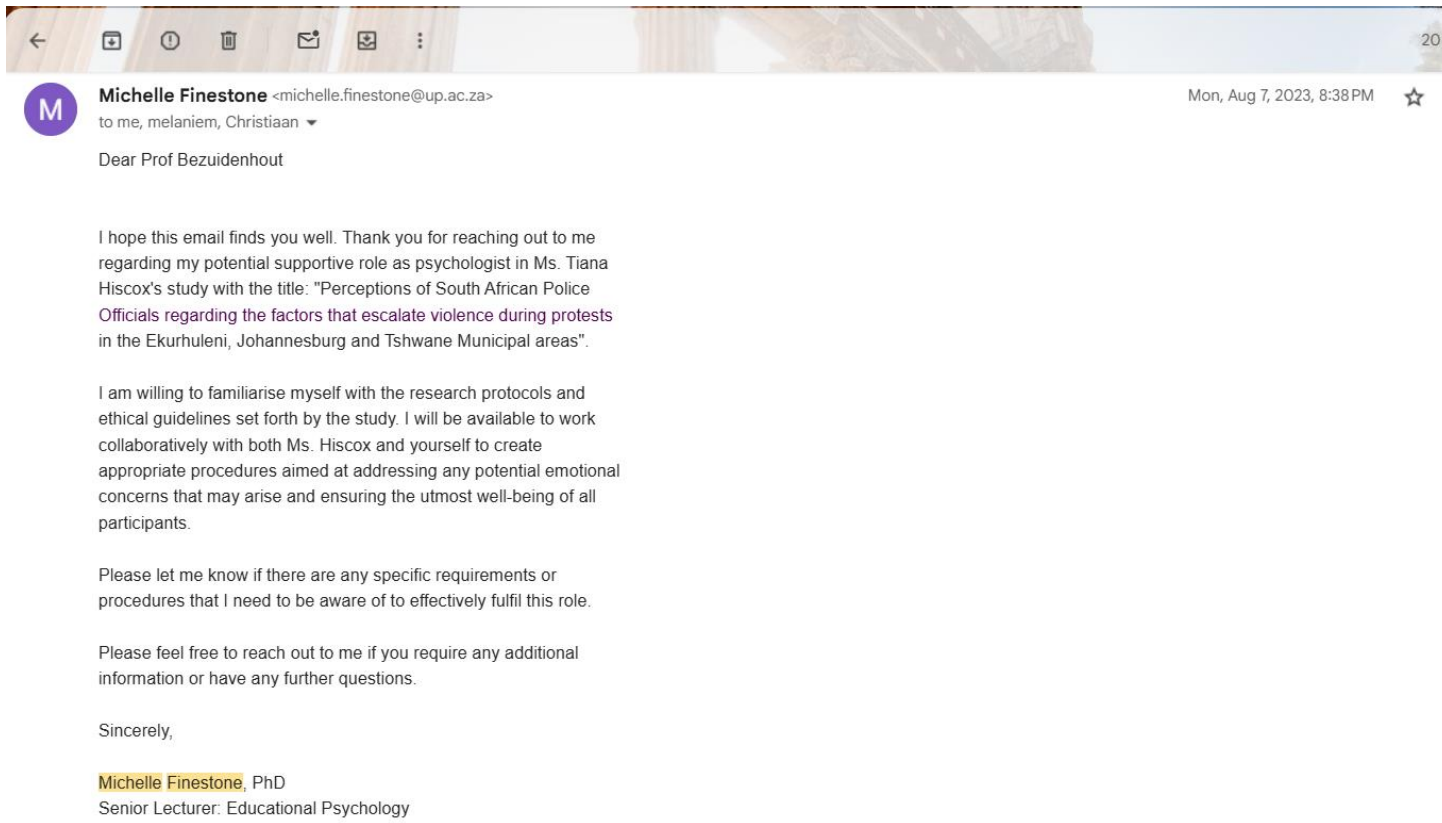 20
M
Michelle Finestone <michelle.finestone@up.ac.za>
Mon, Aug 7, 2023, 8:38 PM
to me, melaniem, Christiaan
Dear Prof Bezuidenhout
I hope this email finds you well. Thank you for reaching out to me
regarding my potential supportive role as psychologist in Ms. Tiana
Hiscox's study with the title: "Perceptions of South African Police
Officials regarding the factors that escalate violence during protests
in the Ekurhuleni, Johannesburg and Tshwane Municipal areas".
I am willing to familiarise myself with the research protocols and
ethical guidelines set forth by the study. I will be available to work
collaboratively with both Ms. Hiscox and yourself to create
appropriate procedures aimed at addressing any potential emotional
concerns that may arise and ensuring the utmost well-being of all
participants.
Please let me know if there are any specific requirements or
procedures that I need to be aware of to effectively fulfil this role.
Please feel free to reach out to me if you require any additional
information or have any further questions.
Sincerely,
Michelle Finestone, PhD
Senior Lecturer: Educational Psychology